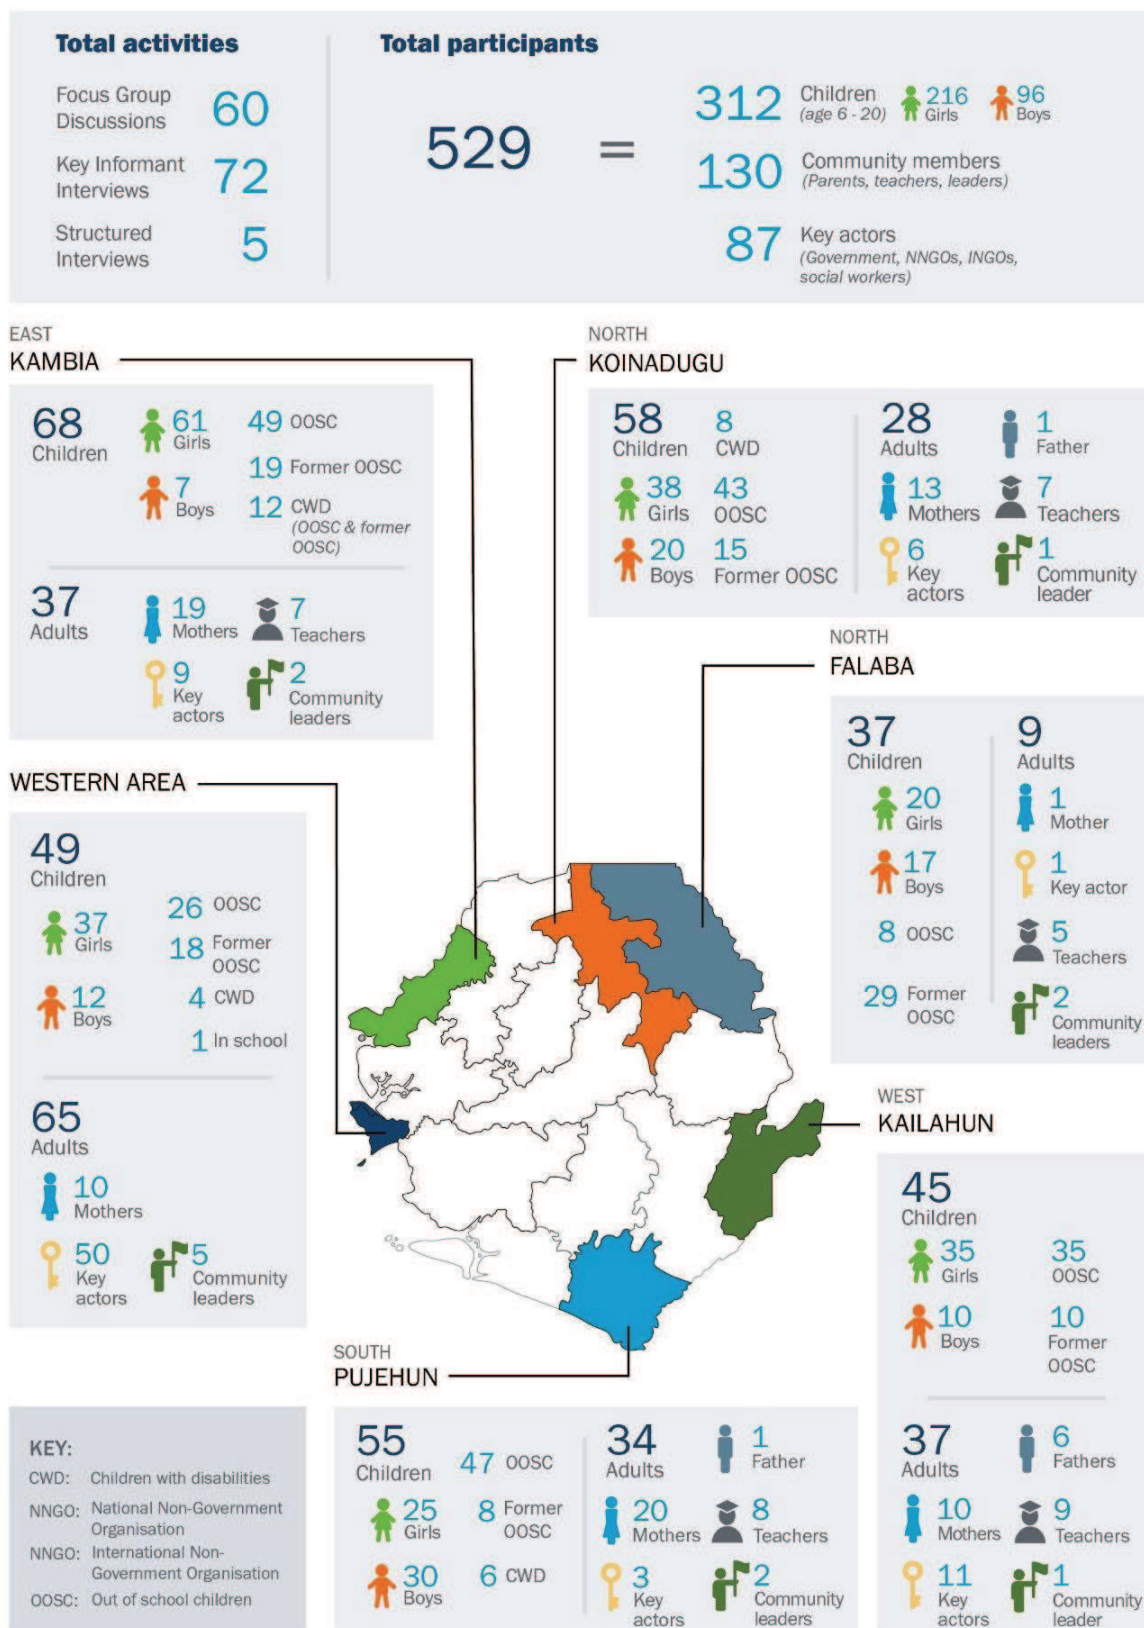 Total activities
Focus Group
Discussions
60
Key Informant
Interviews
72
Structured
Interviews
5
Total participants
529
=
312
Children
(age 6 - 20)
216
Girls
96
Boys
130
Community members
(Parents, teachers, leaders)
87
Key actors
(Government, NNGOs, INGOs,
social workers)
EAST
KAMBIA
68
Children
61
Girls
7
Boys
49 OOSC
19 Former OOSC
12 CWD
(OOSC & former
OOSC)
37
Adults
19
Mothers
7
Teachers
9
Key
actors
2
Community
leaders
NORTH
KOINADUGU
58
Children
8
CWD
38
Girls
43
OOSC
20
Boys
15
Former OOSC
28
Adults
1
Father
13
Mothers
7
Teachers
6
Key
actors
1
Community
leader
NORTH
FALABA
37
Children
20
Girls
17
Boys
8 OOSC
29 Former
OOSC
9
Adults
1
Mother
1
Key actor
5
Teachers
2
Community
leaders
WESTERN AREA
49
Children
37
Girls
12
Boys
26 OOSC
18 Former
OOSC
4 CWD
1 In school
65
Adults
10
Mothers
50
Key
actors
5
Community
leaders
WEST
KAILAHUN
45
Children
35
Girls
35
OOSC
10
Boys
10
Former
OOSC
37
Adults
6
Fathers
10
Mothers
9
Teachers
11
Key
actors
1
Community
leader
SOUTH
PUJEHUN
55
Children
25
Girls
30
Boys
47 OOSC
8 Former
OOSC
6 CWD
34
Adults
1
Father
20
Mothers
8
Teachers
3
Key
actors
2
Community
leaders
KEY:
CWD: Children with disabilities
NNGO: National Non-Government
Organisation
NNGO: International Non-
Government Organisation
OOSC: Out of school children